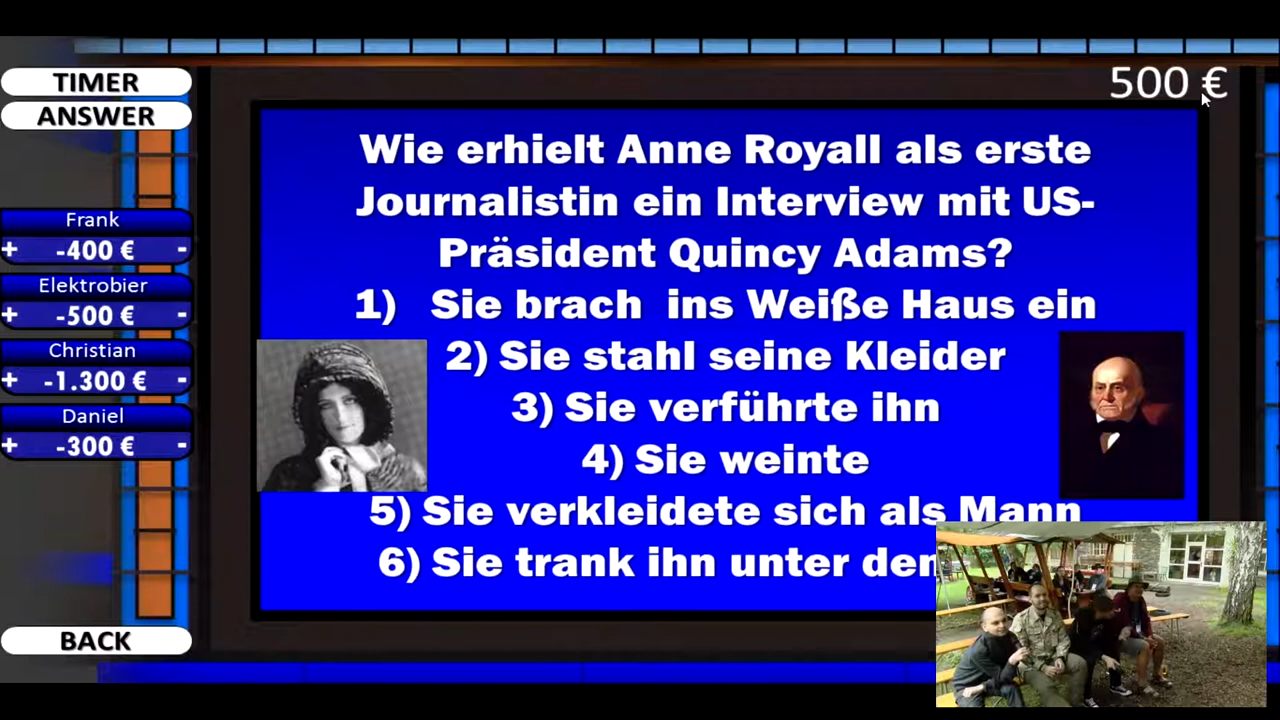 TIMER
ANSWER
500 €
Wie erhielt Anne Royall als erste
Journalistin ein Interview mit US-
Präsident Quincy Adams?
1) Sie brach ins Weiße Haus ein
2) Sie stahl seine Kleider
3) Sie verführte ihn
4) Sie weinte
5) Sie verkleidete sich als Mann
6) Sie trank ihn unter
Frank
+ -400 € -
Elektrobier
+ -500 € -
Christian
+ -1.300 € -
Daniel
+ -300 € -
BACK